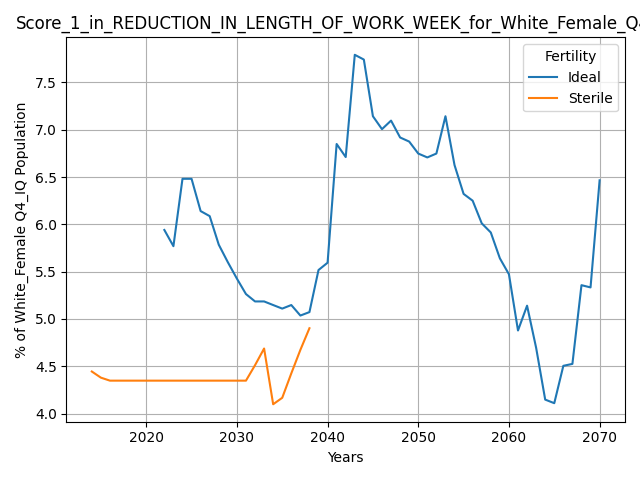 Score_1_in_REDUCTION_IN_LENGTH_OF_WORK_WEEK_for_White_Female_Q4
Fertility
Ideal
Sterile
% of White_Female Q4_IQ Population
7.5
7.0
6.5
6.0
5.5
5.0
4.5
4.0
2020 2030 2040 2050 2060 2070
Years